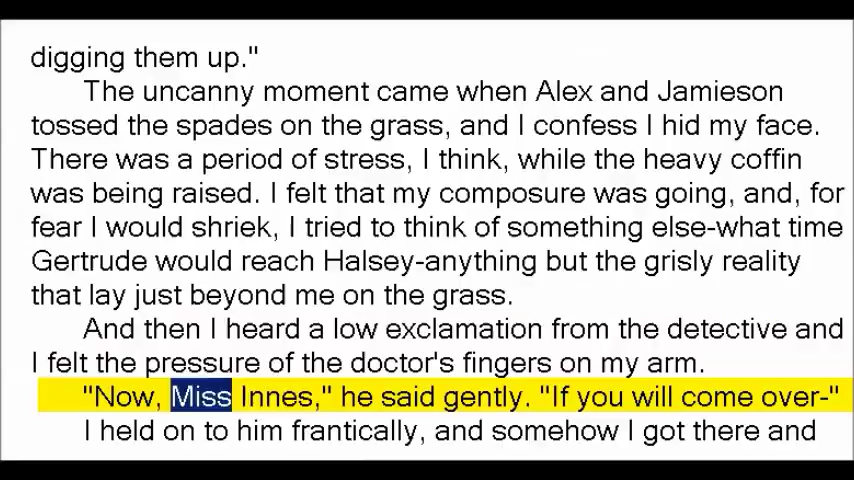 digging them up."
The uncanny moment came when Alex and Jamieson
tossed the spades on the grass, and I confess I hid my face.
There was a period of stress, I think, while the heavy coffin
was being raised. I felt that my composure was going, and, for
fear I would shriek, I tried to think of something else-what time
Gertrude would reach Halsey-anything but the grisly reality
that lay just beyond me on the grass.
And then I heard a low exclamation from the detective and
I felt the pressure of the doctor's fingers on my arm.
"Now, Miss Innes," he said gently. "If you will come over-"
I held on to him frantically, and somehow I got there and